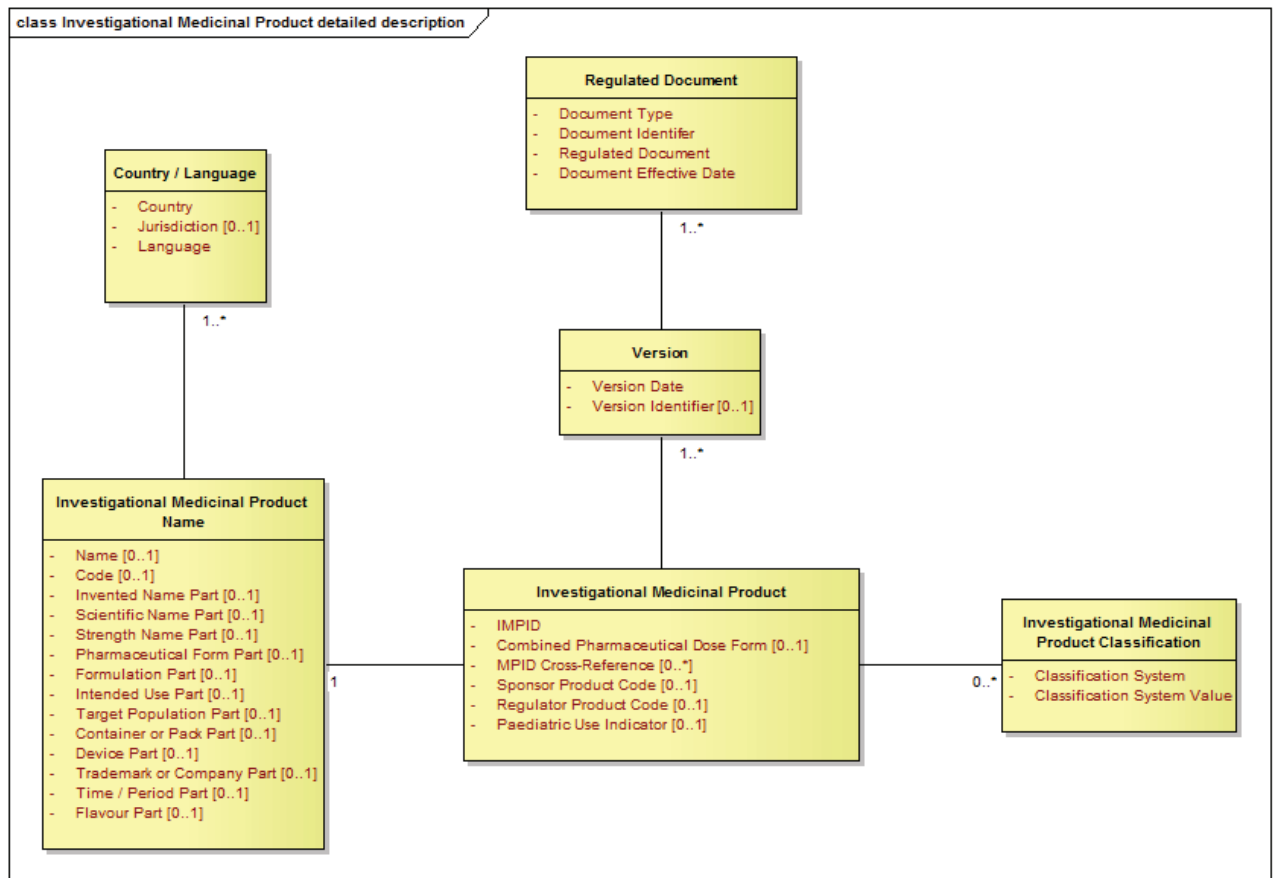 class Investigational Medicinal Product detailed description
Regulated Document
- Document Type
- Document Identifer
- Regulated Document
- Document Effective Date
1..*
Country / Language
- Country
- Jurisdiction [0..1]
- Language
1..*
Version
- Version Date
- Version Identifier [0..1]
1..*
Investigational Medicinal Product
Name
- Name [0..1]
- Code [0..1]
- Invented Name Part [0..1]
- Scientific Name Part [0..1]
- Strength Name Part [0..1]
- Pharmaceutical Form Part [0..1]
- Formulation Part [0..1]
- Intended Use Part [0..1]
- Target Population Part [0..1]
- Container or Pack Part [0..1]
- Device Part [0..1]
- Trademark or Company Part [0..1]
- Time / Period Part [0..1]
- Flavour Part [0..1]
1
Investigational Medicinal Product
- IMPID
- Combined Pharmaceutical Dose Form [0..1]
- MPID Cross-Reference [0..*]
- Sponsor Product Code [0..1]
- Regulator Product Code [0..1]
- Paediatric Use Indicator [0..1]
0..*
Investigational Medicinal
Product Classification
- Classification System
- Classification System Value